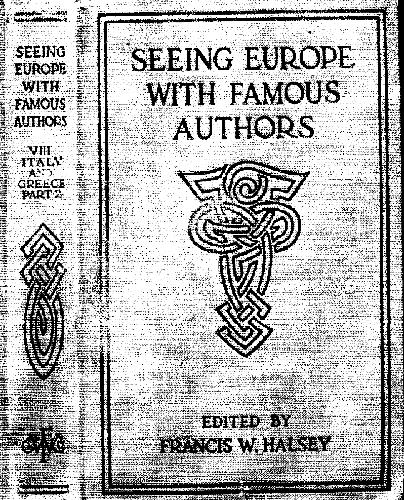 SEEING
EUROPE
WITH
FAMOUS
AUTHORS
VIII
ITALY
AND
GREECE
PART 2
SEEING EUROPE
WITH FAMOUS
AUTHORS
EDITED BY
FRANCIS W. HALSEY